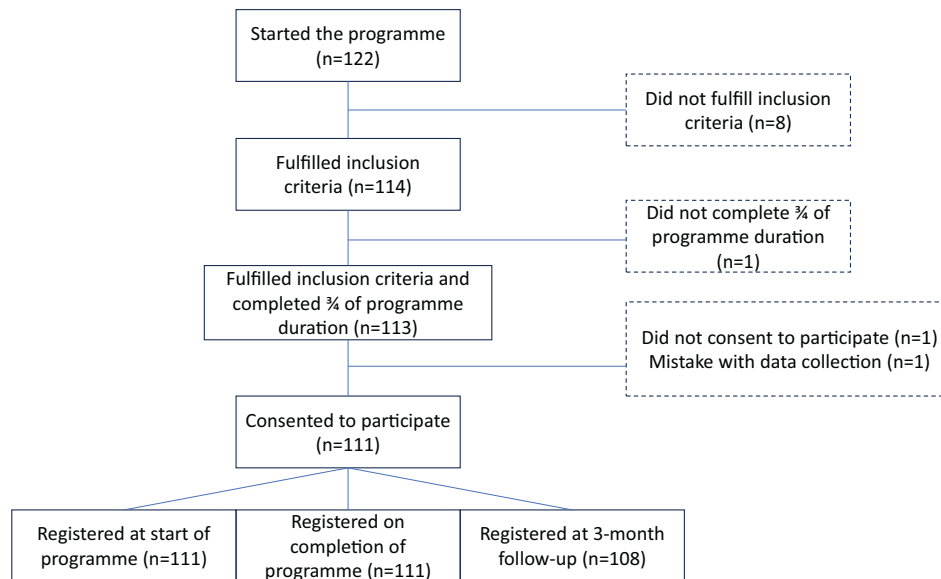 Started the programme
(n=122)
Did not fulfill inclusion
criteria (n=8)
Fulfilled inclusion
criteria (n=114)
Did not complete ¾ of
programme duration
(n=1)
Fulfilled inclusion criteria and
completed ¾ of programme
duration (n=113)
Did not consent to participate (n=1)
Mistake with data collection (n=1)
Consented to participate
(n=111)
Registered at start of
programme (n=111)
Registered on
completion of
programme (n=111)
Registered at 3-month
follow-up (n=108)